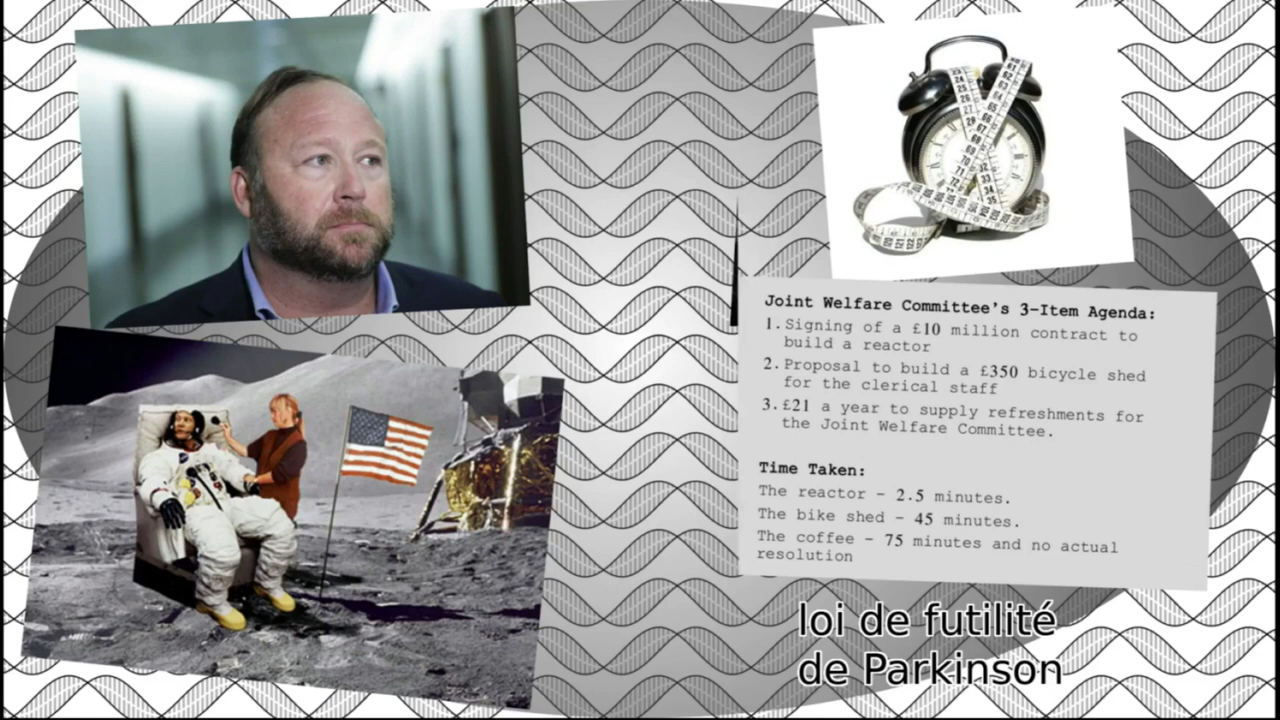 Joint Welfare Committee's 3-Item Agenda:
1. Signing of a £10 million contract to
build a reactor
2. Proposal to build a £350 bicycle shed
for the clerical staff
3. £21 a year to supply refreshments for
the Joint Welfare Committee.
Time Taken:
The reactor - 2.5 minutes.
The bike shed - 45 minutes.
The coffee - 75 minutes and no actual
resolution
loi de futilité
de Parkinson